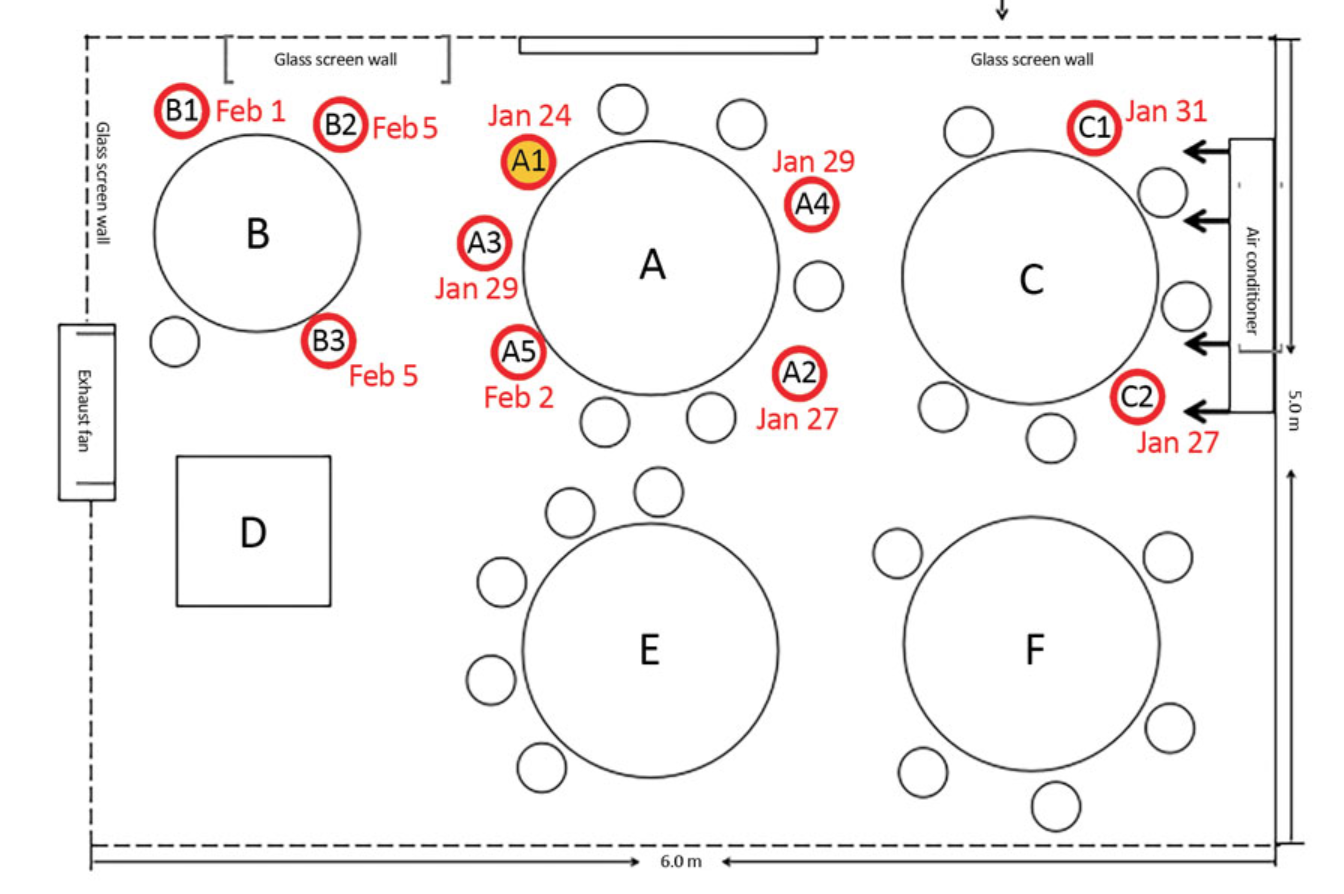 Glass screen wall
Glass screen wall
Glass screen wall
B1 Feb 1
B2 Feb 5
Jan 24
A1
Jan 29
A4
C1 Jan 31
A3
Jan 29
B
A
C
Air conditioner
B3
Feb 5
A5
Feb 2
A2
Jan 27
C2
Jan 27
Exhaust fan
5.0 m
D
E
F
6.0 m